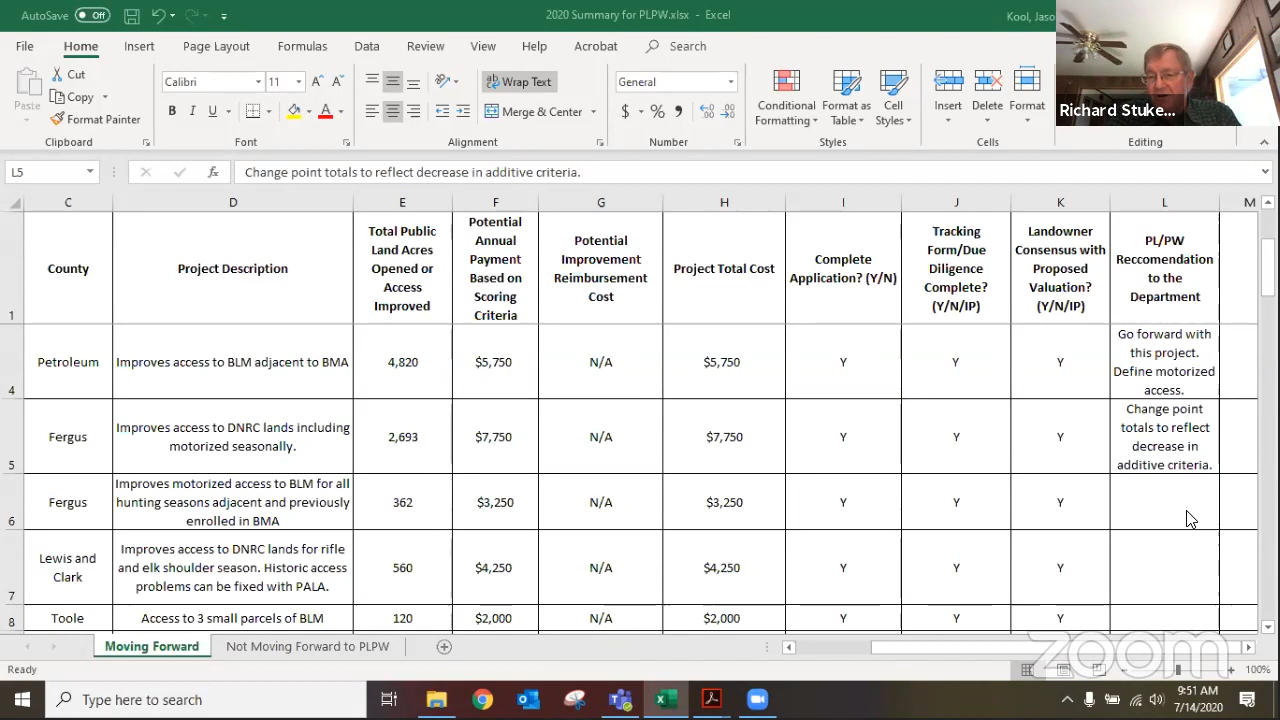 AutoSave Off 2020 Summary for PLPW.xlsx - Excel Kool, Jaso
File Home Insert Page Layout Formulas Data Review View Help Acrobat Search
Paste Cut Copy Format Painter
Calibri 11 B I U A
Wrap Text Merge & Center
General $ %
Conditional Formatting Format as Table Cell Styles
Insert Delete Format
Richard Stuke...
Clipboard Font Alignment Number Styles Cells Editing
L5 fx Change point totals to reflect decrease in additive criteria.
C D E F G H I J K L M
1
County
Project Description
Total Public
Land Acres
Opened or
Access
Improved
Potential
Annual
Payment
Based on
Scoring
Criteria
Potential
Improvement
Reimbursement
Cost
Project Total Cost
Complete
Application? (Y/N)
Tracking
Form/Due
Diligence
Complete?
(Y/N/IP)
Landowner
Consensus with
Proposed
Valuation?
(Y/N/IP)
PL/PW
Reccomendation
to the
Department
4
Petroleum
Improves access to BLM adjacent to BMA
4,820
$5,750
N/A
$5,750
Y
Y
Y
Go forward with
this project.
Define motorized
access.
5
Fergus
Improves access to DNRC lands including
motorized seasonally.
2,693
$7,750
N/A
$7,750
Y
Y
Y
Change point
totals to reflect
decrease in
additive criteria.
6
Fergus
Improves motorized access to BLM for all
hunting seasons adjacent and previously
enrolled in BMA
362
$3,250
N/A
$3,250
Y
Y
Y
7
Lewis and
Clark
Improves access to DNRC lands for rifle
and elk shoulder season. Historic access
problems can be fixed with PALA.
560
$4,250
N/A
$4,250
Y
Y
Y
8
Toole
Access to 3 small parcels of BLM
120
$2,000
N/A
$2,000
Y
Y
Y
Moving Forward Not Moving Forward to PLPW
zoom
Ready 100%
Type here to search
9:51 AM
7/14/2020